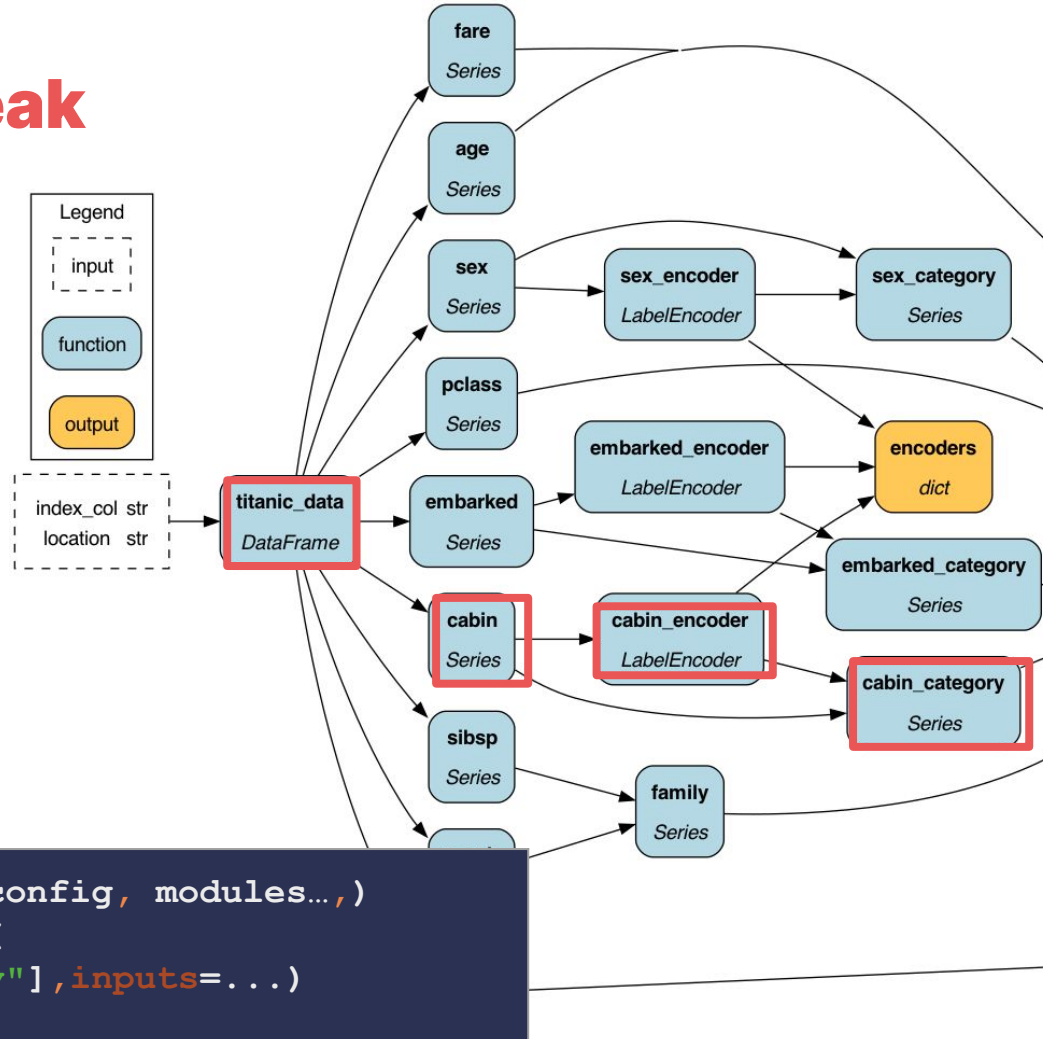 eak
Legend
input
function
output
index_col str
location str
titanic_data
DataFrame
fare
Series
age
Series
sex
Series
pclass
Series
embarked
Series
cabin
Series
sibsp
Series
sex_encoder
LabelEncoder
embarked_encoder
LabelEncoder
cabin_encoder
LabelEncoder
family
Series
sex_category
Series
encoders
dict
embarked_category
Series
cabin_category
Series
config, modules…,)
"],inputs=...)